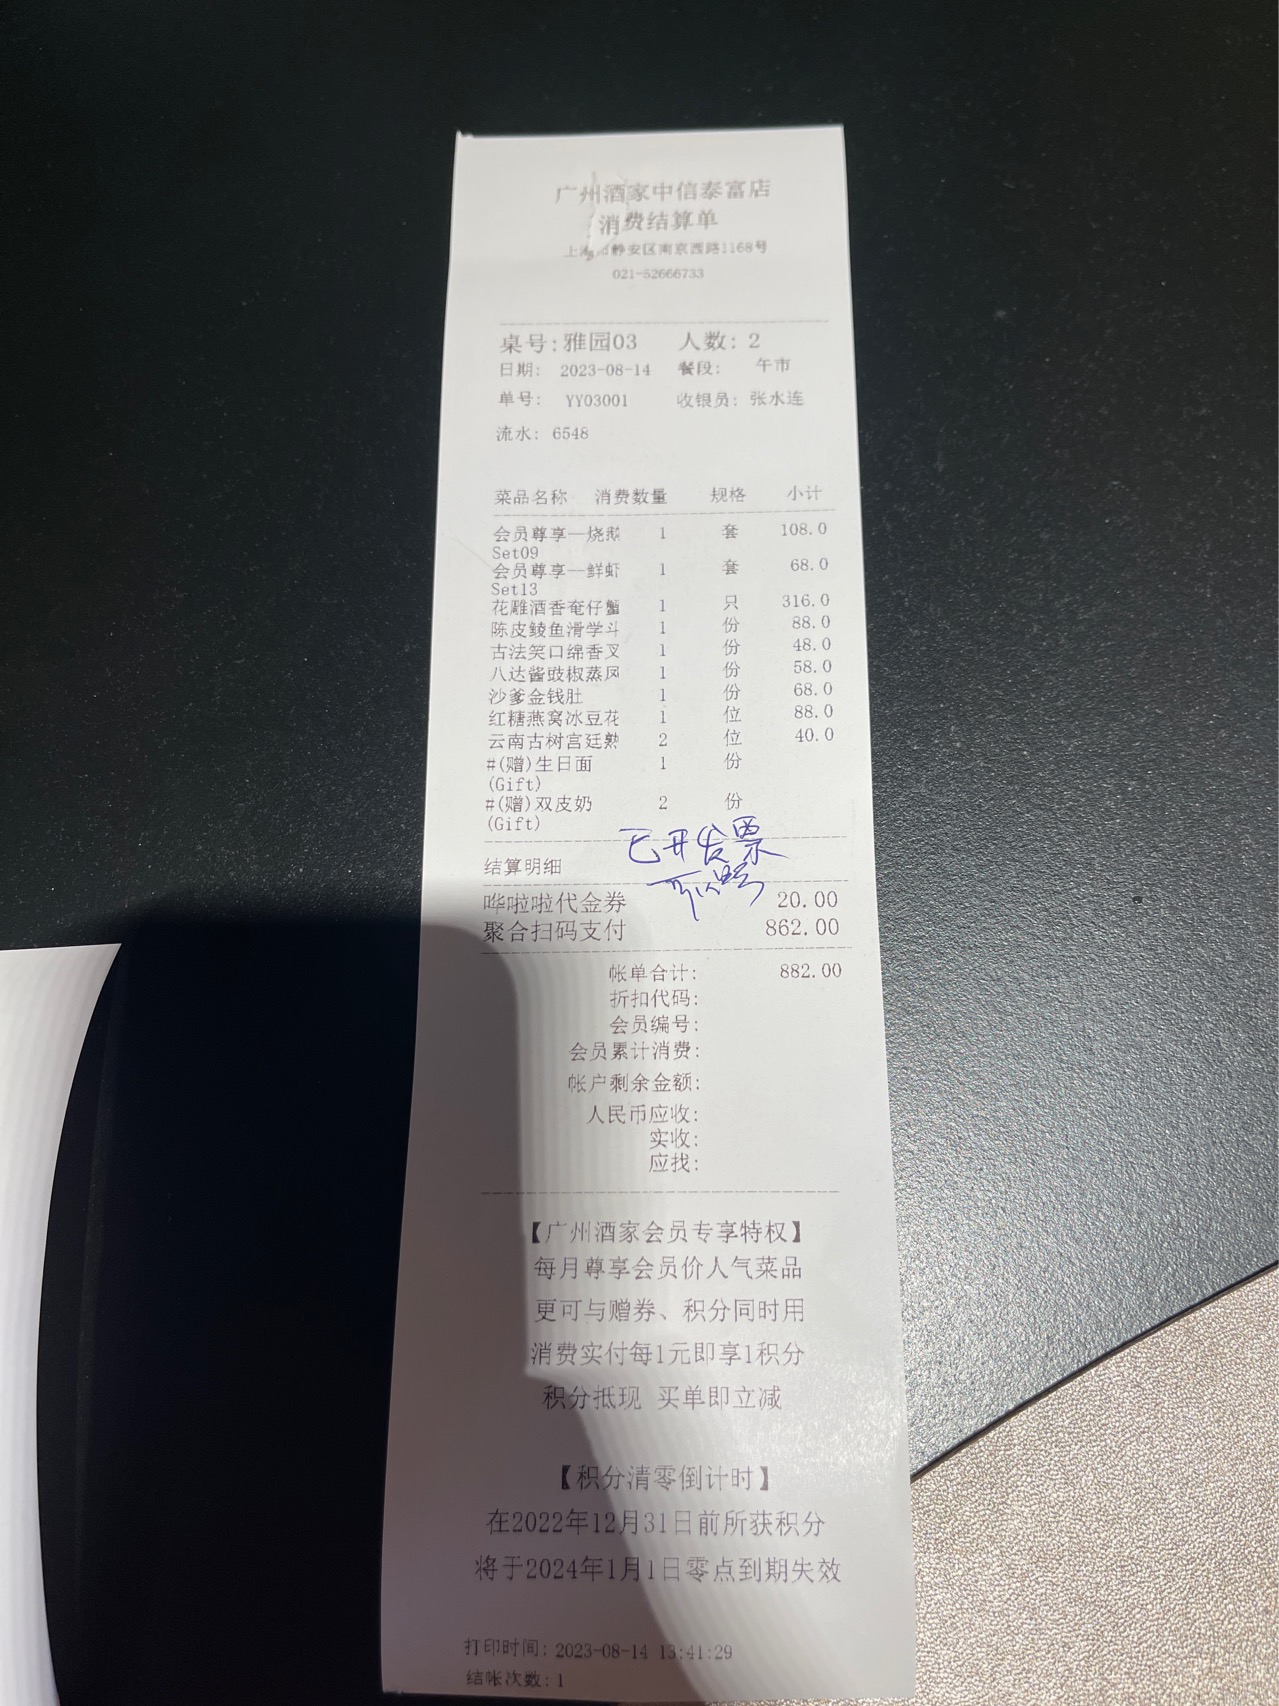 广州酒家中信泰富店
消费结算单
上海 静安区南京西路1168号
021-52666733
桌号:雅园03 人数: 2
日期: 2023-08-14 餐段: 午市
单号: YY03001 收银员: 张水连
流水: 6548
菜品名称 消费数量 规格 小计
会员尊享一烧鹅 1 套 108.0
Set09
会员尊享一鲜虾 1 套 68.0
Set13
花雕酒香奄仔蟹 1 只 316.0
陈皮鲮鱼滑学斗 1 份 88.0
古法笑口绵香叉 1 份 48.0
八达酱豉椒蒸凤 1 份 58.0
沙爹金钱肚 1 份 68.0
红糖燕窝冰豆花 1 位 88.0
云南古树宫廷熟 2 位 40.0
#(赠)生日面 1 份
(Gift)
#(赠)双皮奶 2 份
(Gift)
已开发票
结算明细
哗啦啦代金券 20.00
聚合扫码支付 862.00
帐单合计: 882.00
折扣代码:
会员编号:
会员累计消费:
帐户剩余金额:
人民币应收:
实收:
应找:
【广州酒家会员专享特权】
每月尊享会员价人气菜品
更可与赠券、积分同时用
消费实付每1元即享1积分
积分抵现 买单即立减
【积分清零倒计时】
在2022年12月31日前所获积分
将于2024年1月1日零点到期失效
打印时间: 2023-08-14 13:41:29
结帐次数: 1